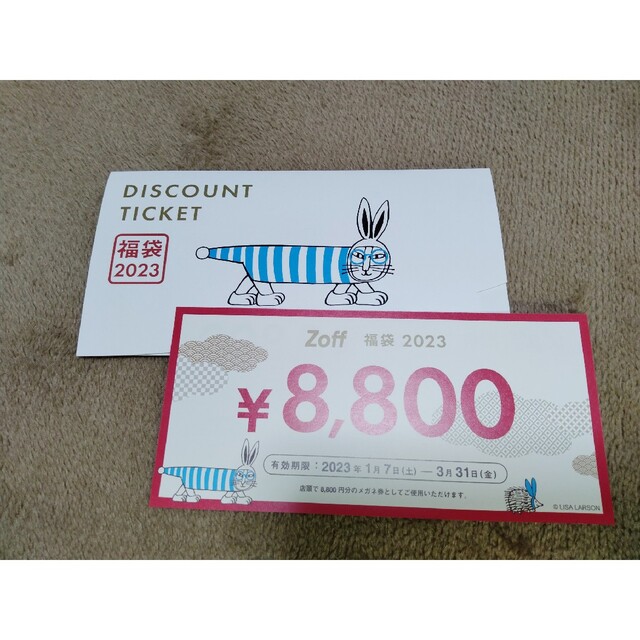 DISCOUNT
TICKET
福袋
2023
Zoff 福袋 2023
¥8,800
有効期限：2023年1月7日(土)―3月31日(金)
店頭で8,800円分のメガネ券としてご使用いただけます。
© LISA LARSON